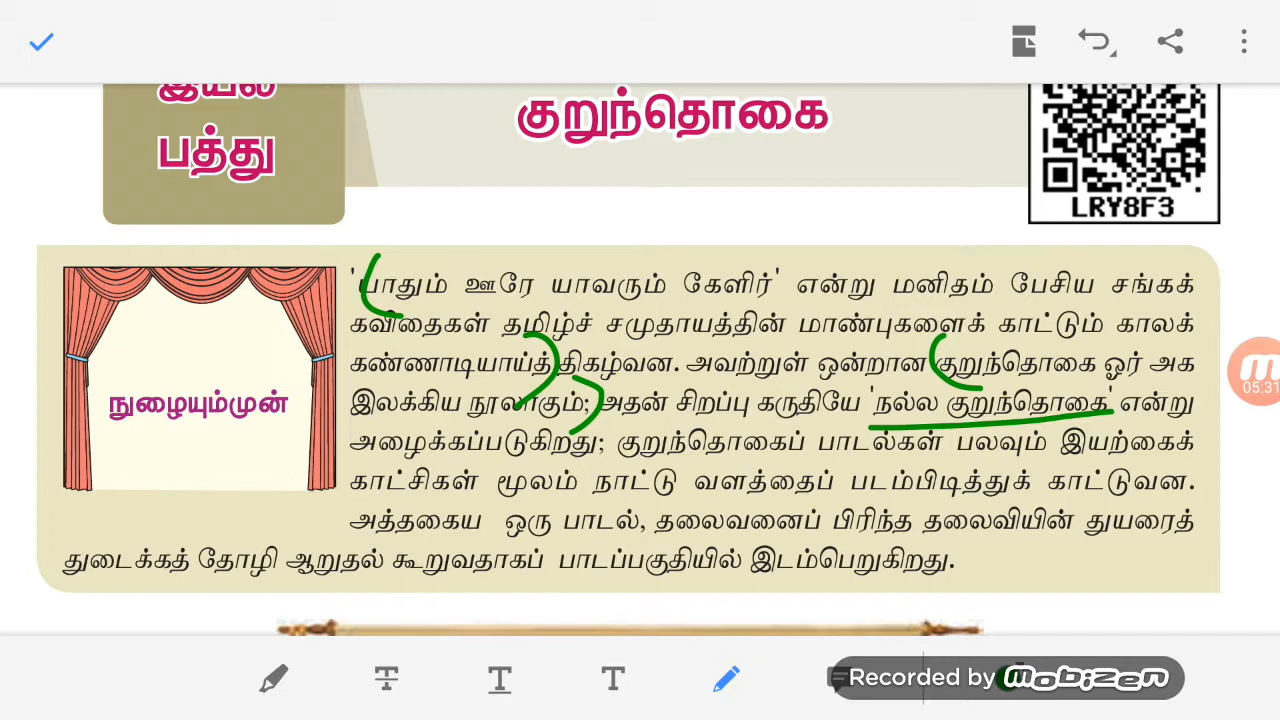 இயல்
பத்து
குறுந்தொகை
LRY8F3
'யாதும் ஊரே யாவரும் கேளிர்' என்று மனிதம் பேசிய சங்கக்
கவிதைகள் தமிழ்ச் சமுதாயத்தின் மாண்புகளைக் காட்டும் காலக்
கண்ணாடியாய்த் திகழ்வன. அவற்றுள் ஒன்றான குறுந்தொகை ஓர் அக
இலக்கிய நூலாகும்; அதன் சிறப்பு கருதியே 'நல்ல குறுந்தொகை' என்று
அழைக்கப்படுகிறது; குறுந்தொகைப் பாடல்கள் பலவும் இயற்கைக்
காட்சிகள் மூலம் நாட்டு வளத்தைப் படம்பிடித்துக் காட்டுவன.
அத்தகைய ஒரு பாடல், தலைவனைப் பிரிந்த தலைவியின் துயரைத்
துடைக்கத் தோழி ஆறுதல் கூறுவதாகப் பாடப்பகுதியில் இடம்பெறுகிறது.
நுழையும்முன்
05:31
T T T
Recorded by mobizen